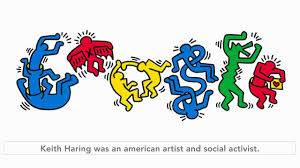 Keith Haring was an american artist and social activist.